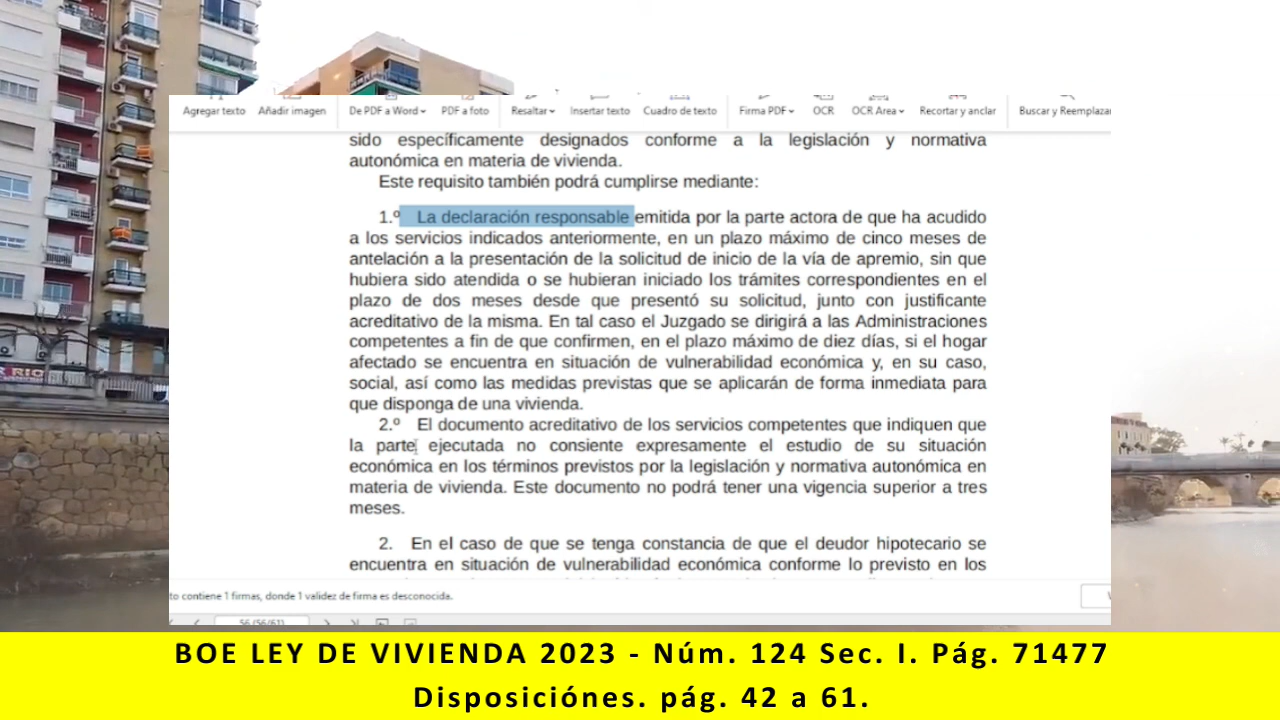 Agregar texto Añadir imagen De PDF a Word PDF a foto Resaltar Insertar texto Cuadro de texto Firma PDF OCR OCR Area Recortar y anclar Buscar y Reemplazar
sido específicamente designados conforme a la legislación y normativa
autonómica en materia de vivienda.
Este requisito también podrá cumplirse mediante:
1.º La declaración responsable emitida por la parte actora de que ha acudido
a los servicios indicados anteriormente, en un plazo máximo de cinco meses de
antelación a la presentación de la solicitud de inicio de la vía de apremio, sin que
hubiera sido atendida o se hubieran iniciado los trámites correspondientes en el
plazo de dos meses desde que presentó su solicitud, junto con justificante
acreditativo de la misma. En tal caso el Juzgado se dirigirá a las Administraciones
competentes a fin de que confirmen, en el plazo máximo de diez días, si el hogar
afectado se encuentra en situación de vulnerabilidad económica y, en su caso,
social, así como las medidas previstas que se aplicarán de forma inmediata para
que disponga de una vivienda.
2.º El documento acreditativo de los servicios competentes que indiquen que
la parte ejecutada no consiente expresamente el estudio de su situación
económica en los términos previstos por la legislación y normativa autonómica en
materia de vivienda. Este documento no podrá tener una vigencia superior a tres
meses.
2. En el caso de que se tenga constancia de que el deudor hipotecario se
encuentra en situación de vulnerabilidad económica conforme lo previsto en los
to contiene 1 firmas, donde 1 validez de firma es desconocida.
56 (56/61)
RIO
BOE LEY DE VIVIENDA 2023 - Núm. 124 Sec. I. Pág. 71477
Disposiciónes. pág. 42 a 61.